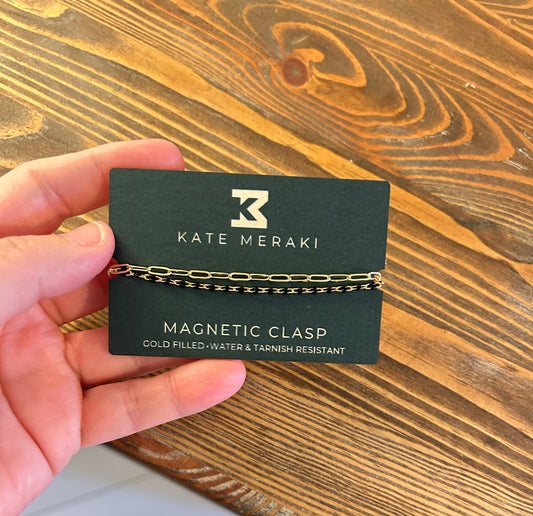 KATE MERAKI
MAGNETIC CLASP
GOLD FILLED•WATER & TARNISH RESISTANT